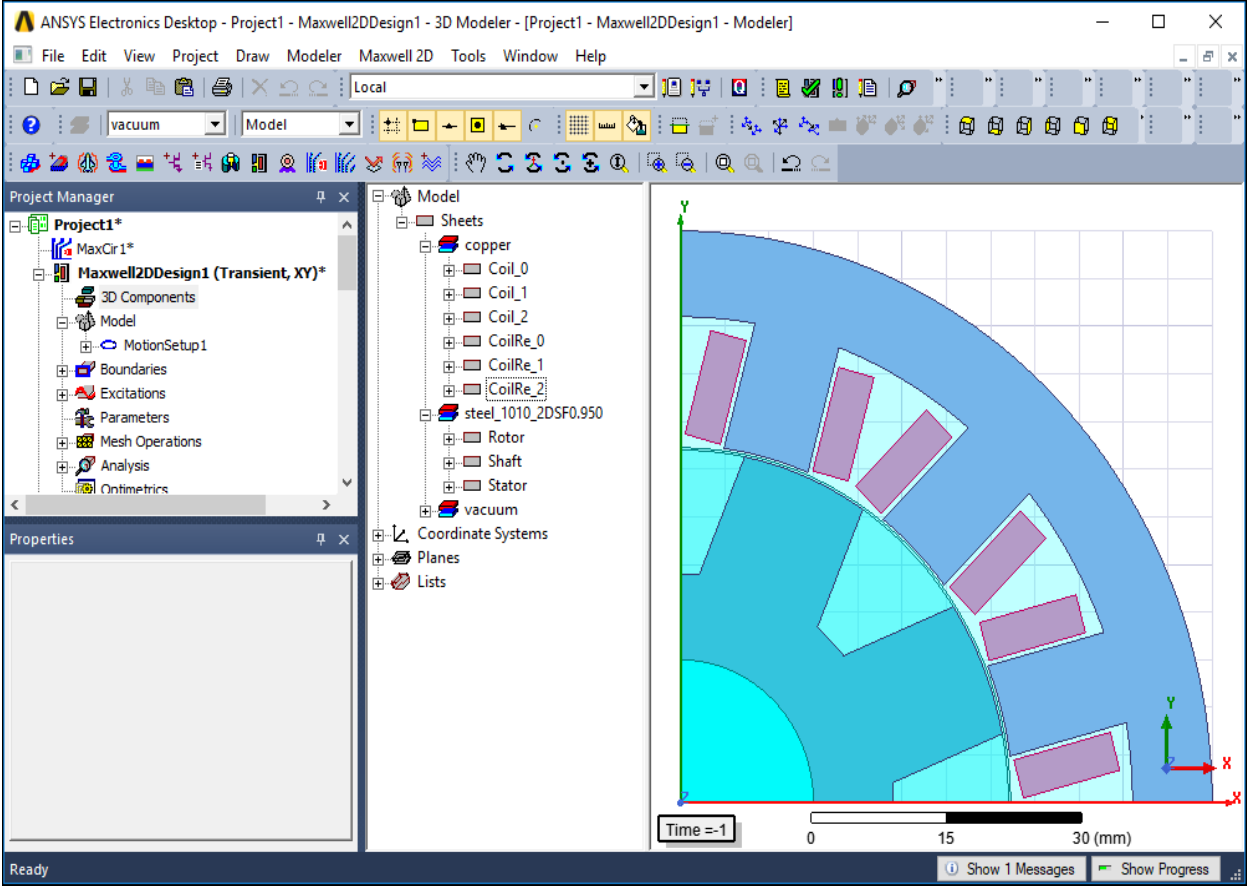 ANSYS Electronics Desktop - Project1 - Maxwell2DDesign1 - 3D Modeler - [Project1 - Maxwell2DDesign1 - Modeler]
File Edit View Project Draw Modeler Maxwell 2D Tools Window Help
Local
vacuum Model
Project Manager
Project1*
MaxCir1*
Maxwell2DDesign1 (Transient, XY)*
3D Components
Model
MotionSetup1
Boundaries
Excitations
Parameters
Mesh Operations
Analysis
Optimetrics
Properties
Model
Sheets
copper
Coil_0
Coil_1
Coil_2
CoilRe_0
CoilRe_1
CoilRe_2
steel_1010_2DSF0.950
Rotor
Shaft
Stator
vacuum
Coordinate Systems
Planes
Lists
Y
Y
X
Z
Z
X
Time =-1
0 15 30 (mm)
Ready
Show 1 Messages Show Progress